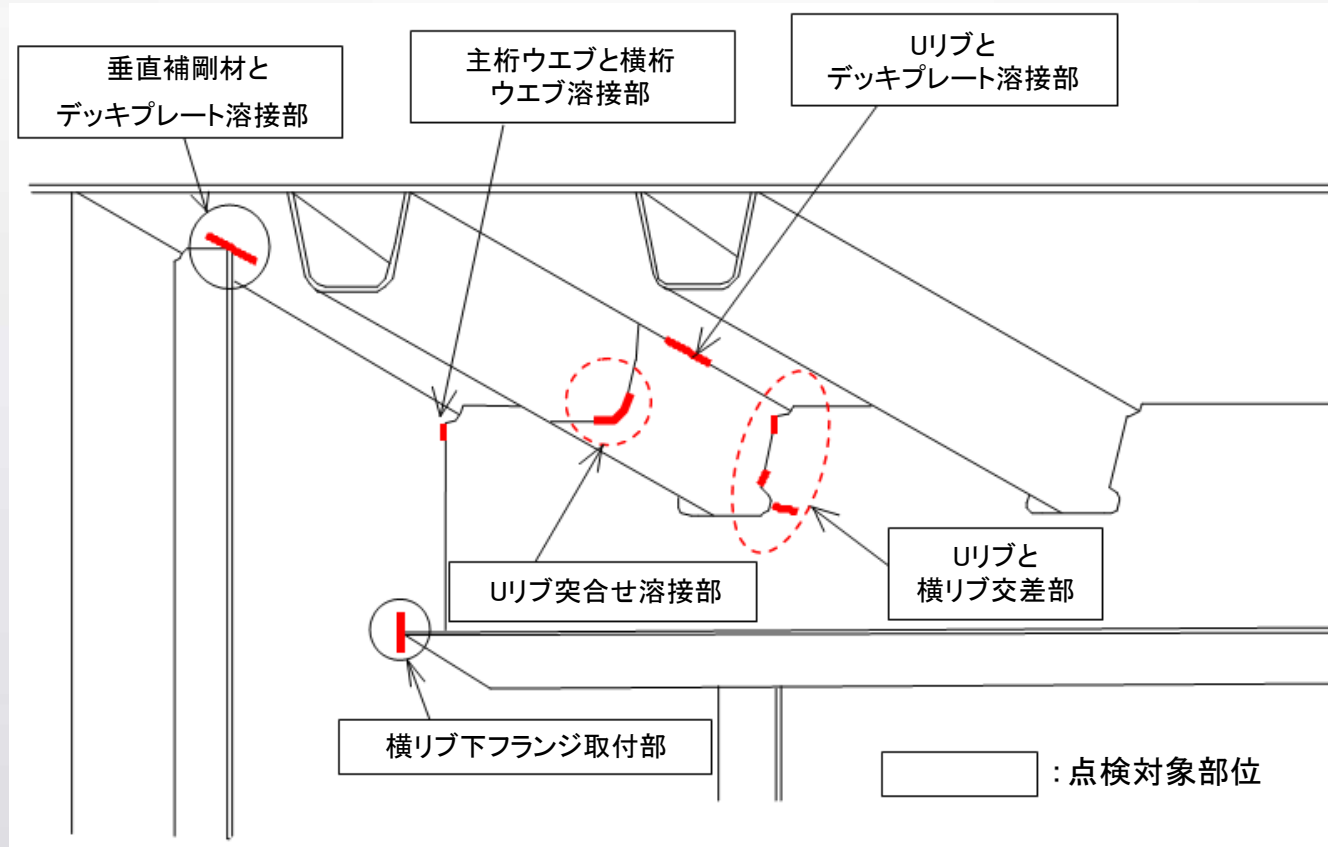 垂直補剛材と
デッキプレート溶接部
主桁ウエブと横桁
ウエブ溶接部
Uリブと
デッキプレート溶接部
Uリブ突合せ溶接部
Uリブと
横リブ交差部
横リブ下フランジ取付部
：点検対象部位